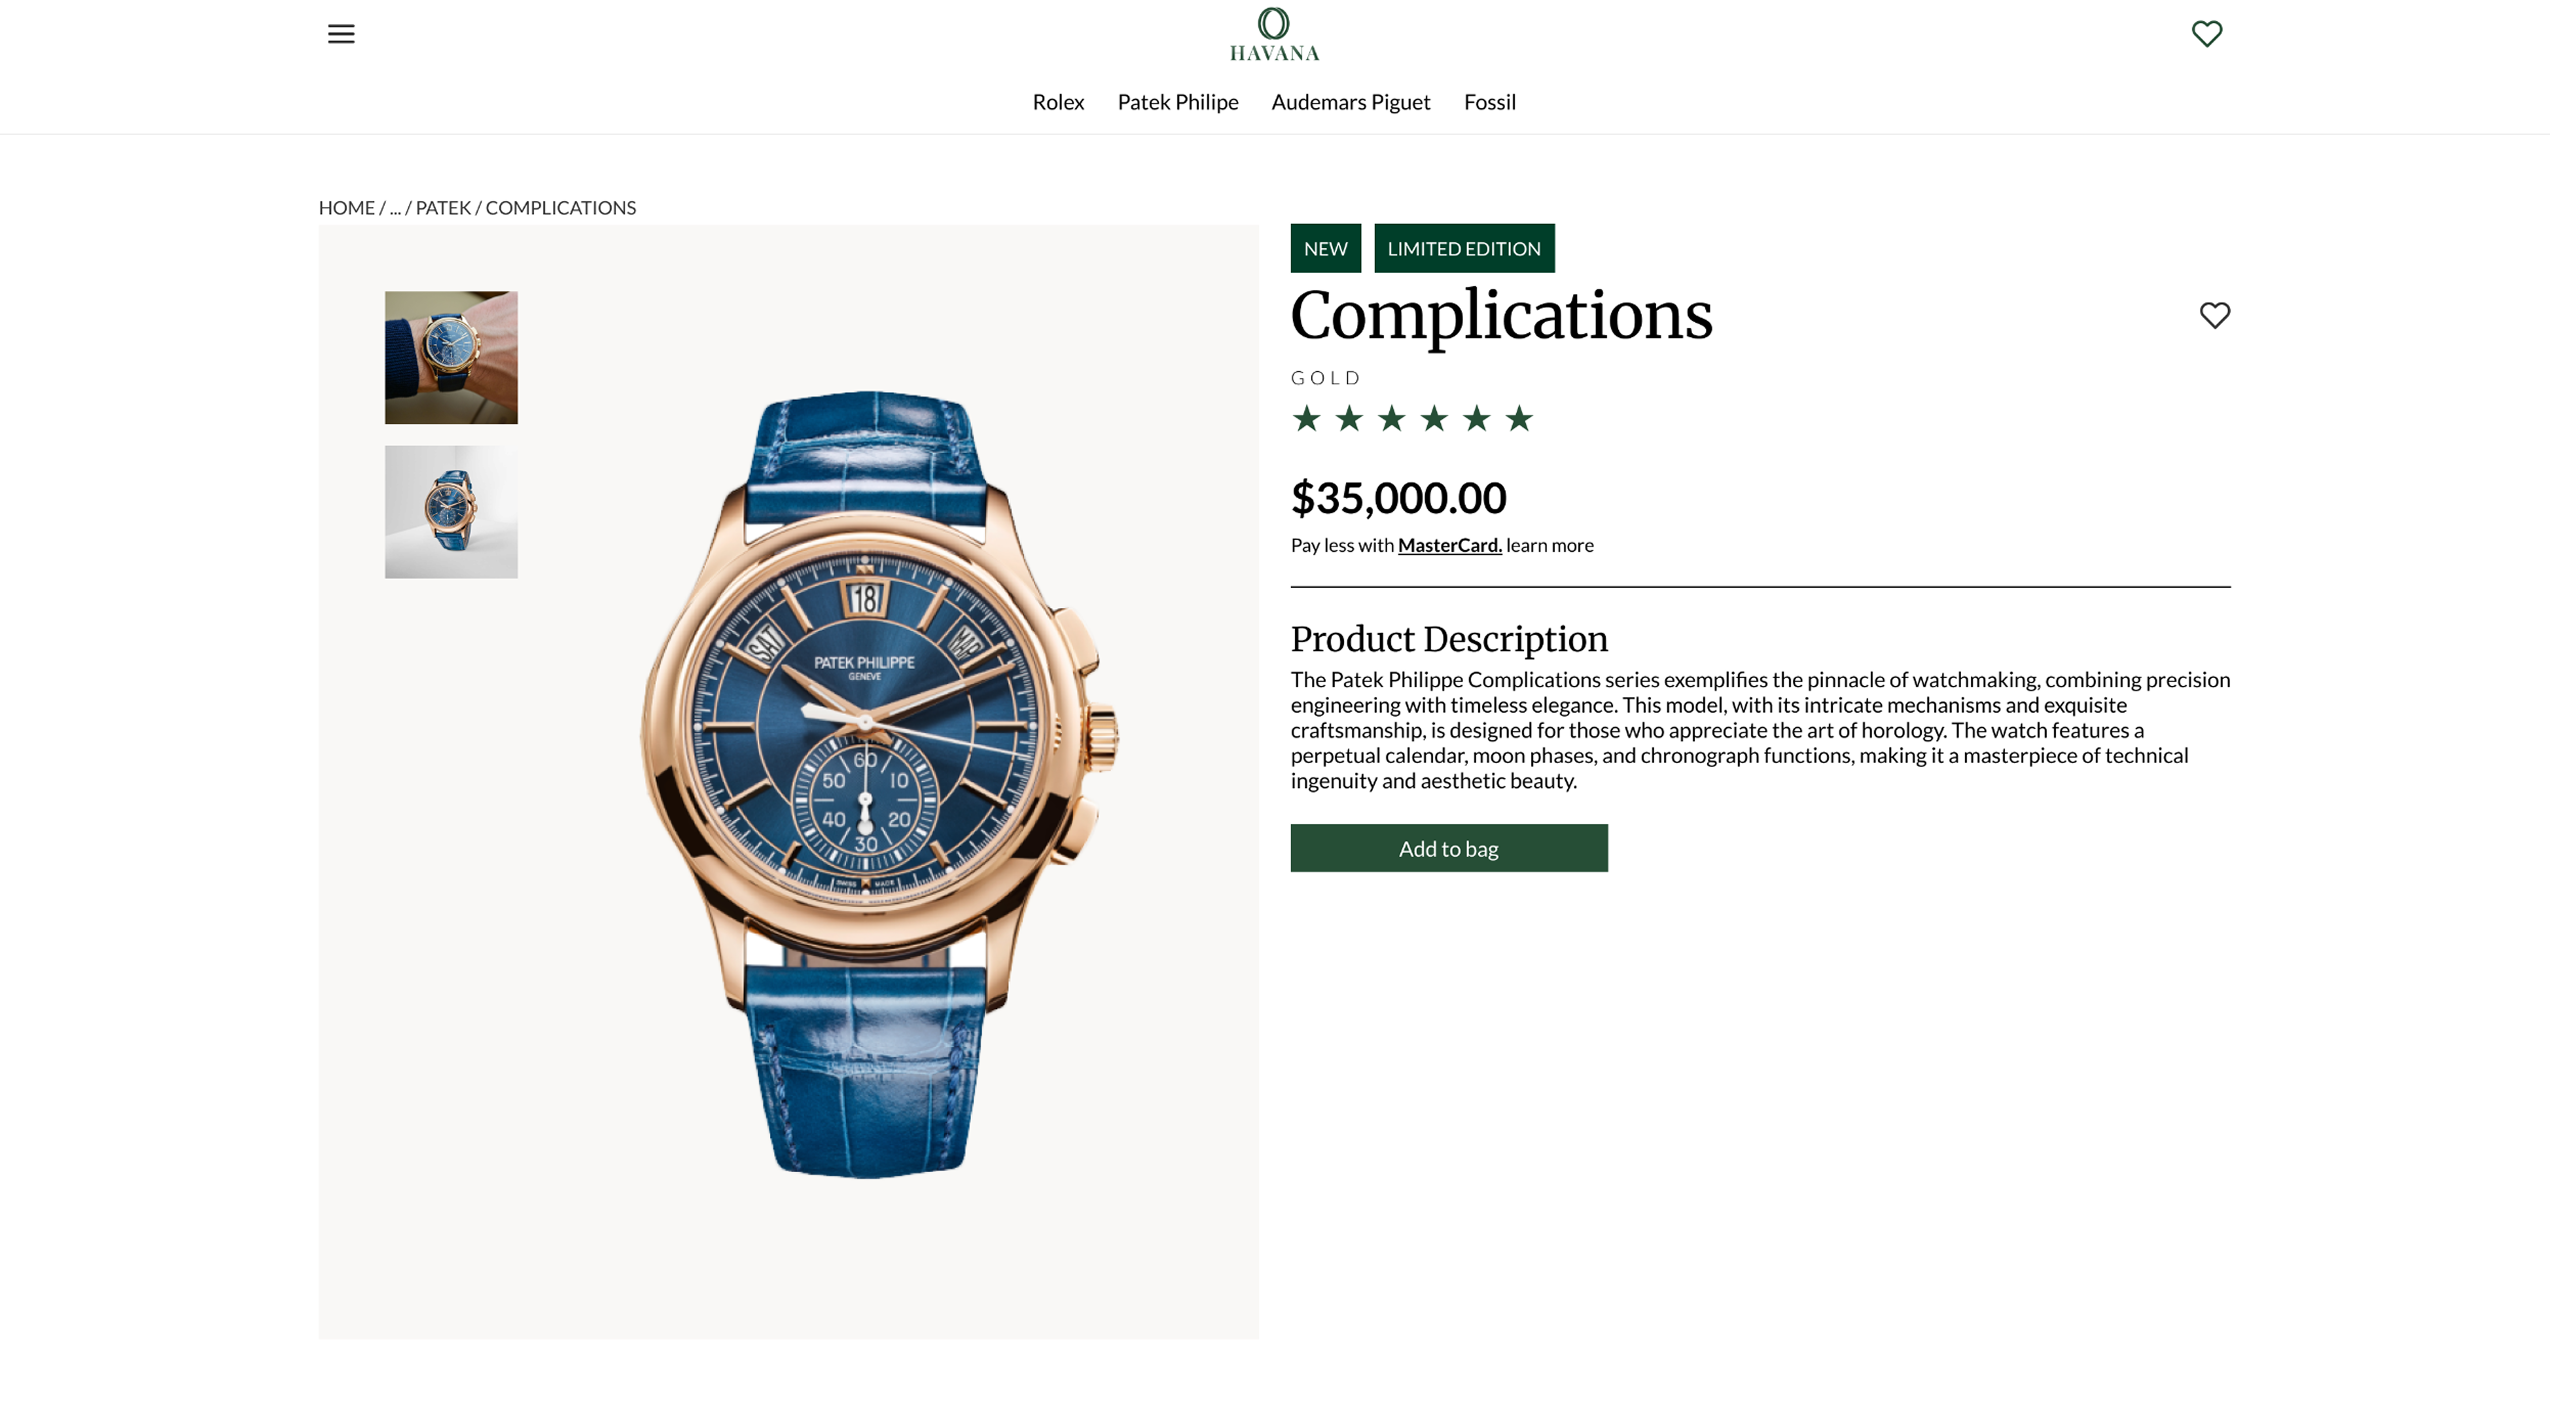 HAVANA
Rolex Patek Philipe Audemars Piguet Fossil
HOME / ... / PATEK / COMPLICATIONS
NEW LIMITED EDITION
Complications
GOLD
$35,000.00
Pay less with MasterCard. learn more
Product Description
The Patek Philippe Complications series exemplifies the pinnacle of watchmaking, combining precision
engineering with timeless elegance. This model, with its intricate mechanisms and exquisite
craftsmanship, is designed for those who appreciate the art of horology. The watch features a
perpetual calendar, moon phases, and chronograph functions, making it a masterpiece of technical
ingenuity and aesthetic beauty.
Add to bag
18
SAT MAR
PATEK PHILIPPE
GENEVE
60
50 10
40 20
30
SWISS MADE